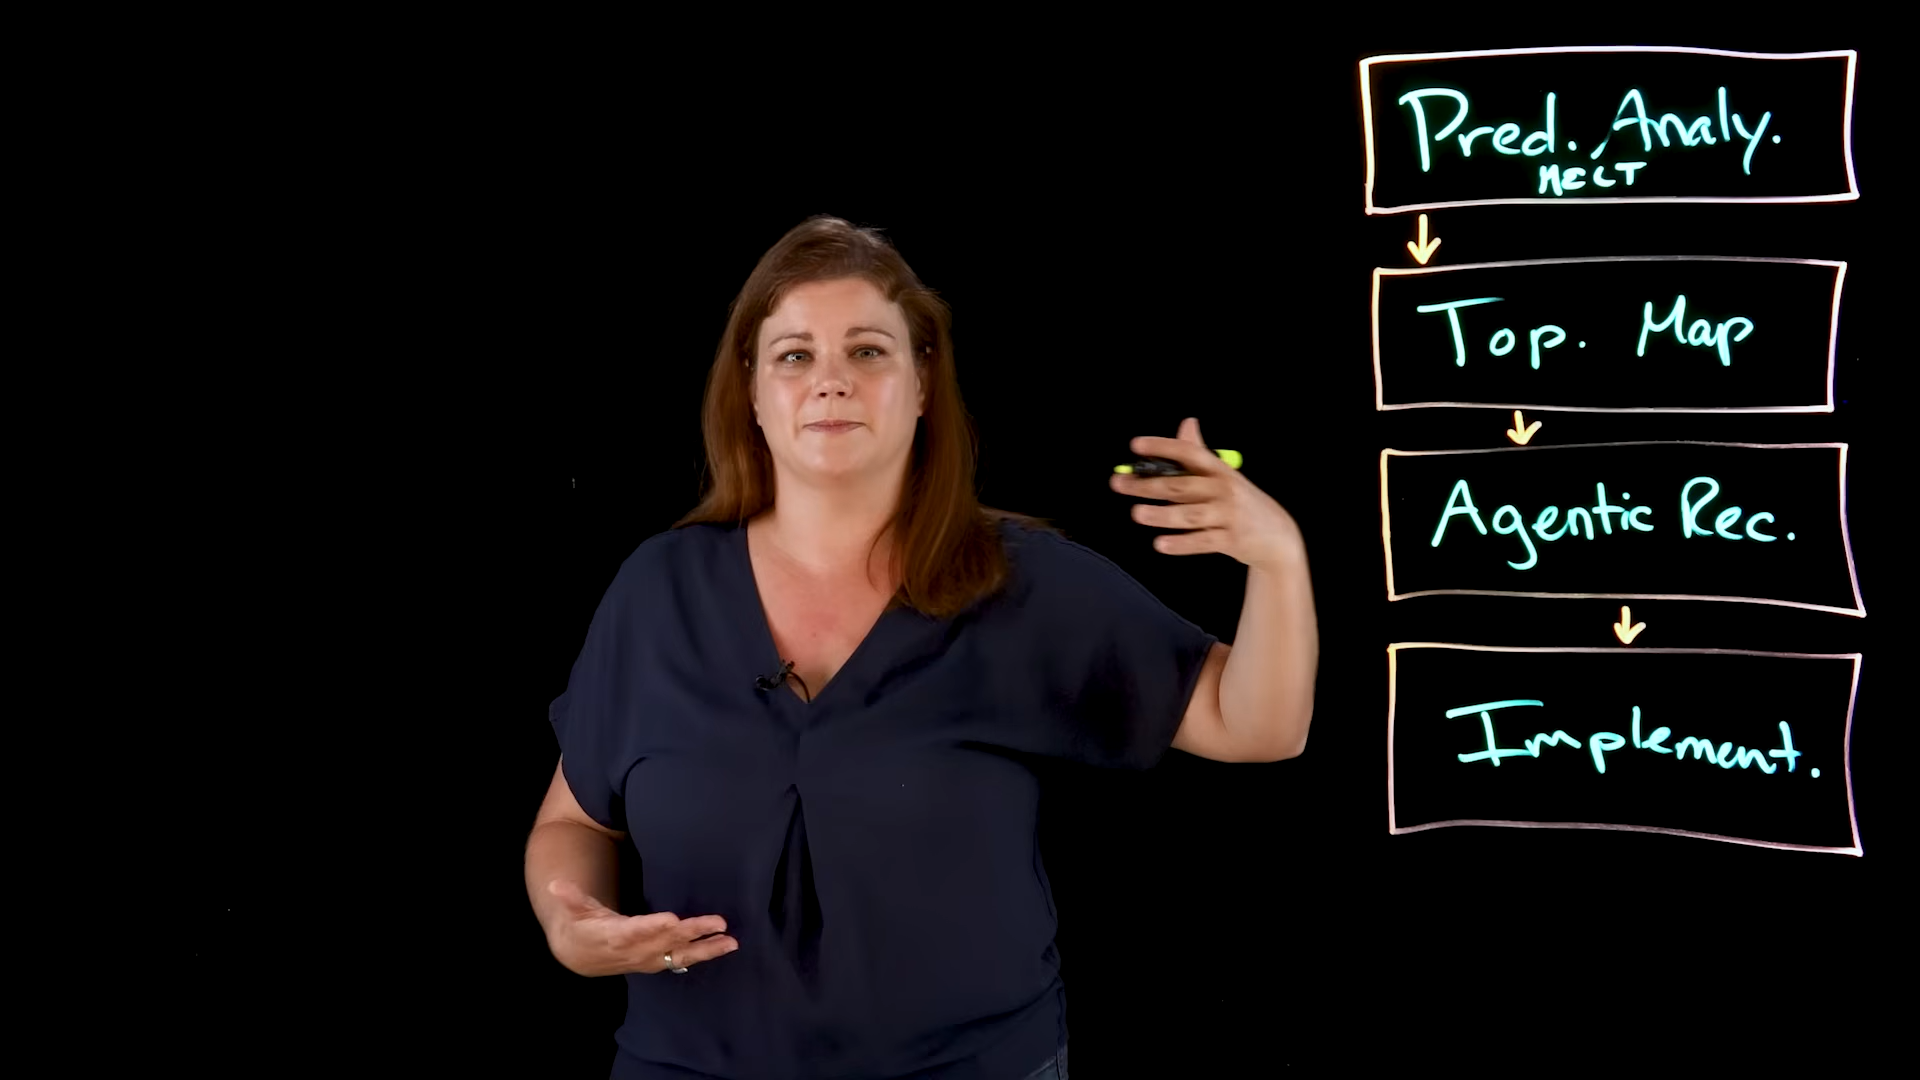 Pred. Analy.
MELT
Top. Map
Agentic Rec.
Implement.